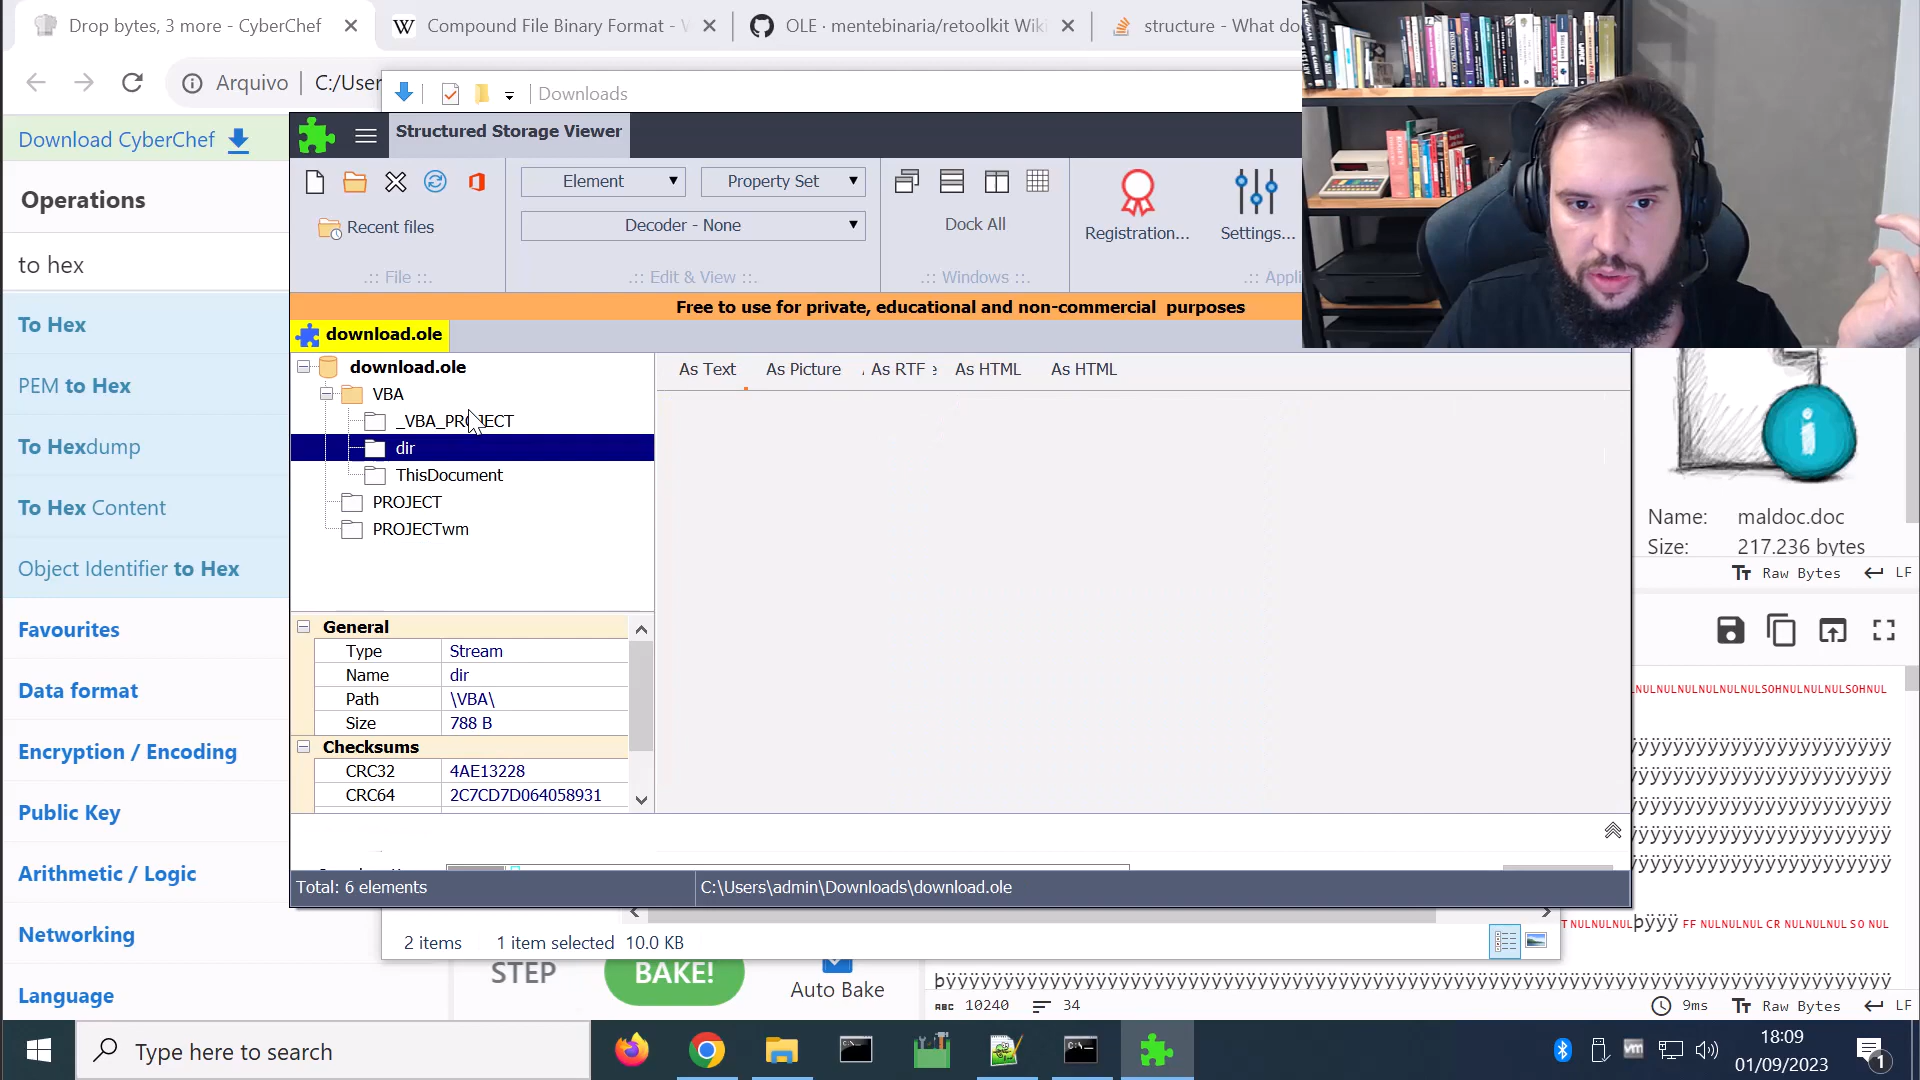 Drop bytes, 3 more - CyberChef
Compound File Binary Format -
OLE · mentebinaria/retoolkit Wiki
structure - What do
Arquivo
C:/User
Downloads
Download CyberChef
Structured Storage Viewer
Operations
Element
Property Set
Recent files
Decoder - None
Dock All
Registration...
Settings...
to hex
.:: File ::.
.:: Edit & View ::.
.:: Windows ::.
Free to use for private, educational and non-commercial purposes
To Hex
download.ole
download.ole
As Text
As Picture
As RTF
As HTML
As HTML
PEM to Hex
VBA
_VBA_PROJECT
To Hexdump
dir
ThisDocument
To Hex Content
PROJECT
PROJECTwm
Name: maldoc.doc
Size: 217.236 bytes
Object Identifier to Hex
Raw Bytes
LF
Favourites
General
Type Stream
Name dir
Path \VBA\
Size 788 B
Data format
Checksums
CRC32 4AE13228
CRC64 2C7CD7D064058931
Encryption / Encoding
Public Key
Arithmetic / Logic
Total: 6 elements
C:\Users\admin\Downloads\download.ole
Networking
2 items
1 item selected 10.0 KB
STEP
BAKE!
Auto Bake
Language
10240
34
9ms
Raw Bytes
LF
Type here to search
18:09
01/09/2023
1